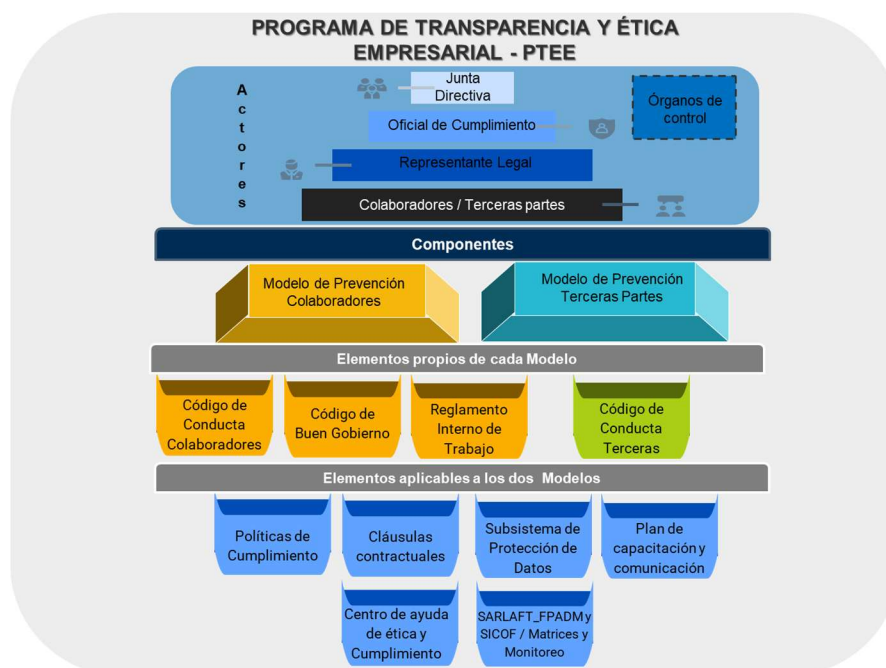 PROGRAMA DE TRANSPARENCIA Y ÉTICA
EMPRESARIAL - PTEE
Actores
Junta
Directiva
Órganos de
control
Oficial de Cumplimiento
Representante Legal
Colaboradores / Terceras partes
Componentes
Modelo de Prevención
Colaboradores
Modelo de Prevención
Terceras Partes
Elementos propios de cada Modelo
Código de
Conducta
Colaboradores
Código de
Buen Gobierno
Reglamento
Interno de
Trabajo
Código de
Conducta
Terceras
Elementos aplicables a los dos Modelos
Políticas de
Cumplimiento
Cláusulas
contractuales
Subsistema de
Protección de
Datos
Plan de
capacitación y
comunicación
Centro de ayuda
de ética y
Cumplimiento
SARLAFT_FPADM y
SICOF / Matrices y
Monitoreo